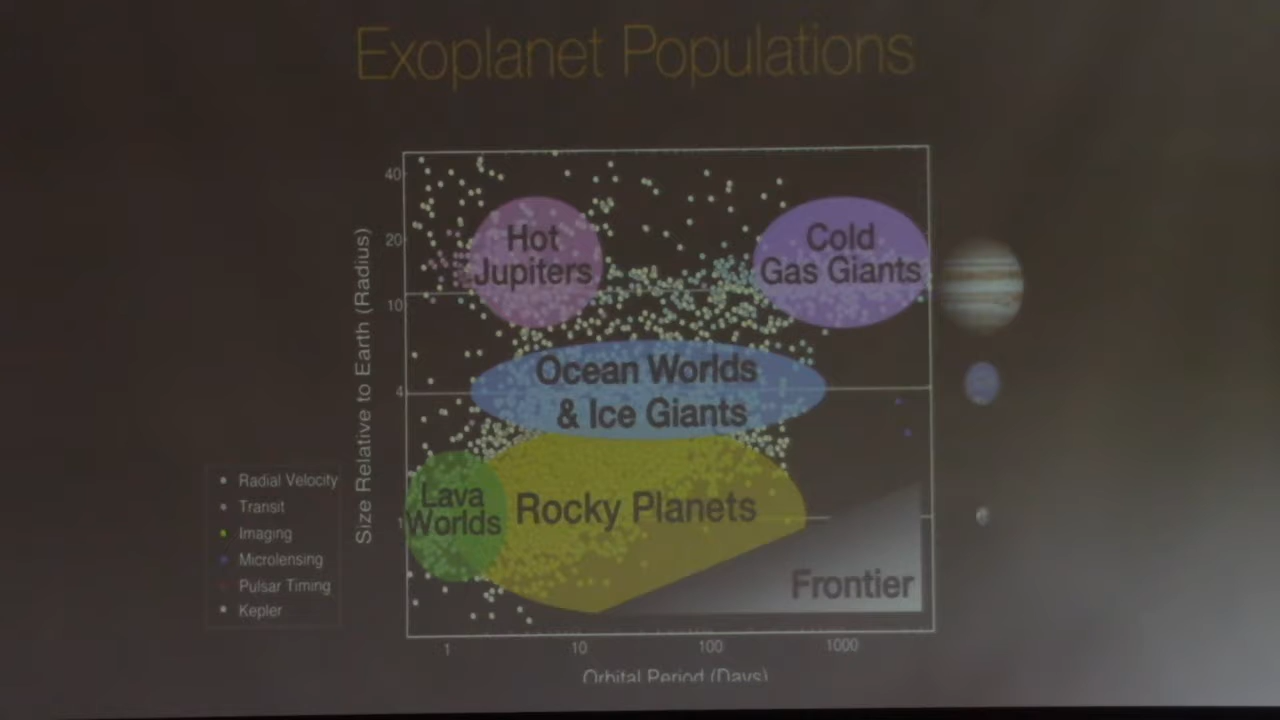 Exoplanet Populations
40
20
10
4
1
Size Relative to Earth (Radius)
Hot
Jupiters
Cold
Gas Giants
Ocean Worlds
& Ice Giants
Lava
Worlds
Rocky Planets
Frontier
Radial Velocity
Transit
Imaging
Microlensing
Pulsar Timing
Kepler
1 10 100 1000
Orbital Period (Days)